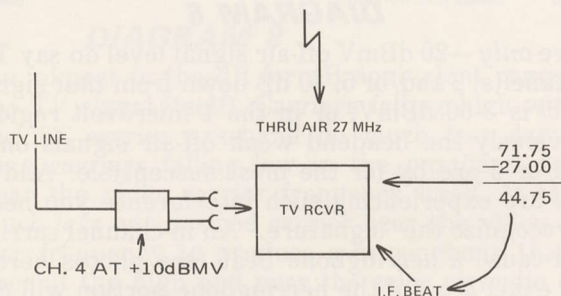 THRU AIR 27 MHz
TV LINE
71.75
−27.00
44.75
TV RCVR
CH. 4 AT +10dBMV
I.F. BEAT